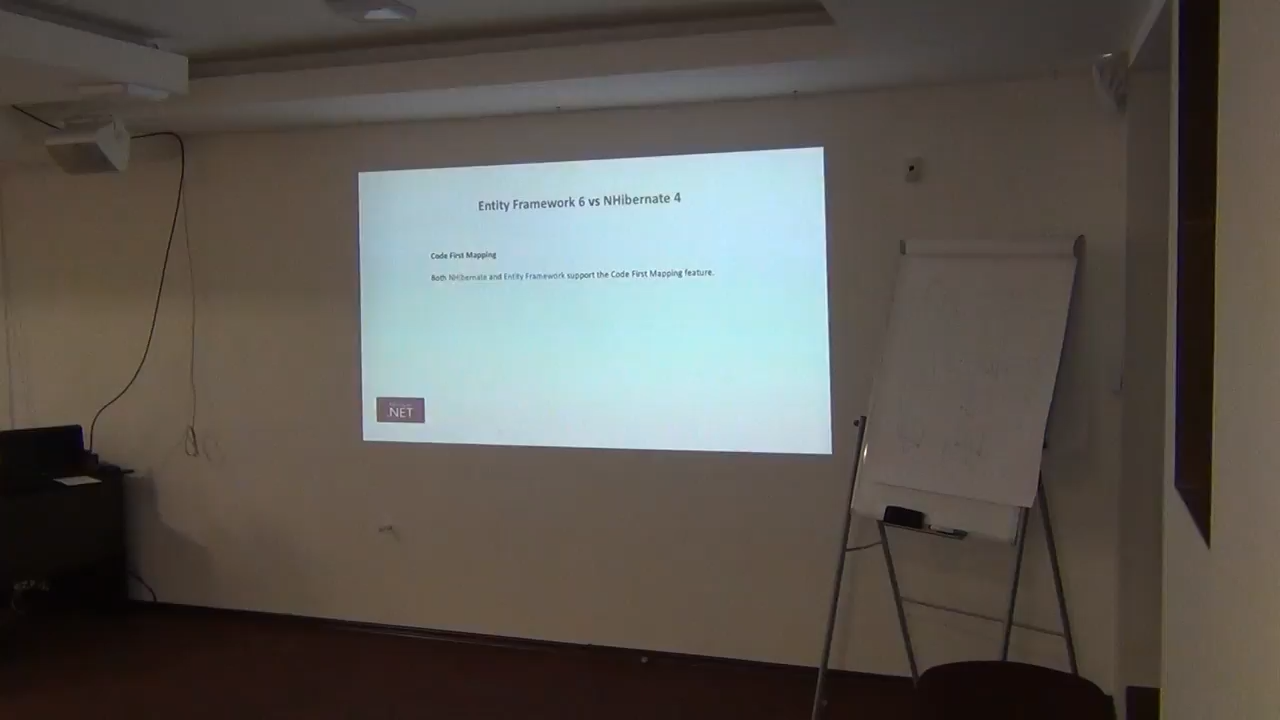 Entity Framework 6 vs NHibernate 4
Code First Mapping
Both NHibernate and Entity Framework support the Code First Mapping feature.
.NET